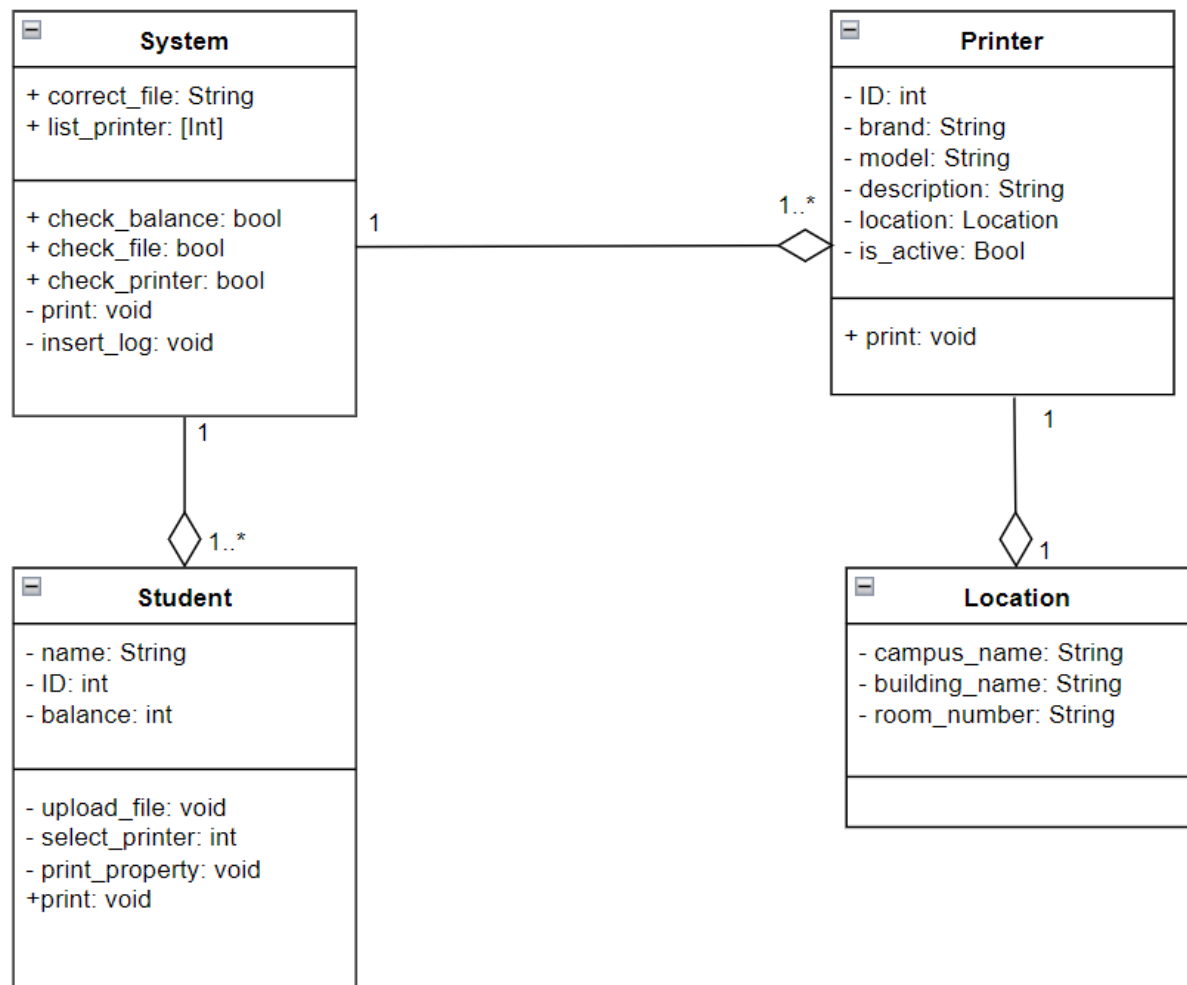 System
+ correct_file: String
+ list_printer: [Int]
+ check_balance: bool
+ check_file: bool
+ check_printer: bool
- print: void
- insert_log: void
1
1..*
Printer
- ID: int
- brand: String
- model: String
- description: String
- location: Location
- is_active: Bool
+ print: void
1
1..*
1
1
Student
- name: String
- ID: int
- balance: int
- upload_file: void
- select_printer: int
- print_property: void
+print: void
Location
- campus_name: String
- building_name: String
- room_number: String